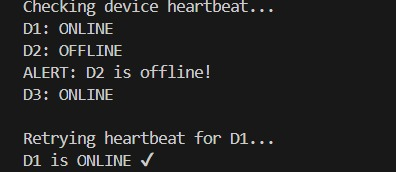 Checking device heartbeat...
D1: ONLINE
D2: OFFLINE
ALERT: D2 is offline!
D3: ONLINE
Retrying heartbeat for D1...
D1 is ONLINE ✓